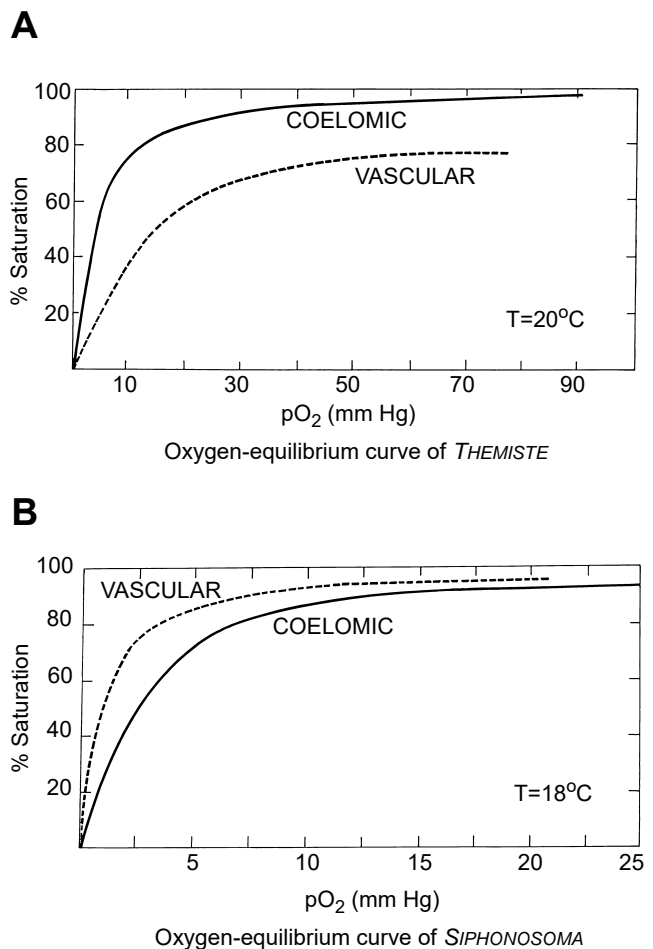 A
100
80
60
40
20
% Saturation
COELOMIC
VASCULAR
T=20°C
10 30 50 70 90
pO₂ (mm Hg)
Oxygen-equilibrium curve of THEMISTE
B
100
80
60
40
20
% Saturation
VASCULAR
COELOMIC
T=18°C
5 10 15 20 25
pO₂ (mm Hg)
Oxygen-equilibrium curve of SIPHONOSOMA